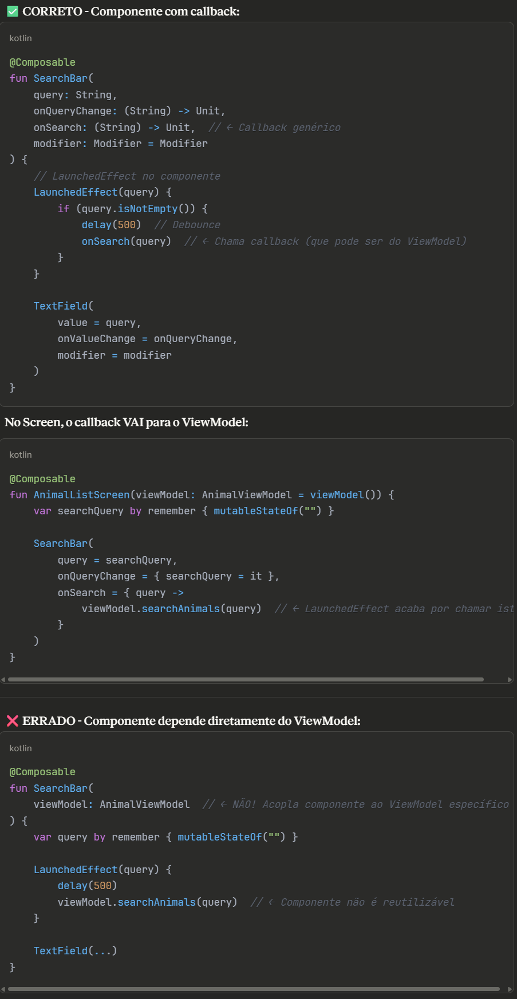 ✅ CORRETO - Componente com callback:
kotlin
@Composable
fun SearchBar(
    query: String,
    onQueryChange: (String) -> Unit,
    onSearch: (String) -> Unit,  // ← Callback genérico
    modifier: Modifier = Modifier
) {
    // LaunchedEffect no componente
    LaunchedEffect(query) {
        if (query.isNotEmpty()) {
            delay(500)  // Debounce
            onSearch(query)  // ← Chama callback (que pode ser do ViewModel)
        }
    }

    TextField(
        value = query,
        onValueChange = onQueryChange,
        modifier = modifier
    )
}
No Screen, o callback VAI para o ViewModel:
kotlin
@Composable
fun AnimalListScreen(viewModel: AnimalViewModel = viewModel()) {
    var searchQuery by remember { mutableStateOf("") }

    SearchBar(
        query = searchQuery,
        onQueryChange = { searchQuery = it },
        onSearch = { query ->
            viewModel.searchAnimals(query)  // ← LaunchedEffect acaba por chamar ist
        }
    )
}
❌ ERRADO - Componente depende diretamente do ViewModel:
kotlin
@Composable
fun SearchBar(
    viewModel: AnimalViewModel  // ← NÃO! Acopla componente ao ViewModel específico
) {
    var query by remember { mutableStateOf("") }

    LaunchedEffect(query) {
        delay(500)
        viewModel.searchAnimals(query)  // ← Componente não é reutilizável
    }

    TextField(...)
}